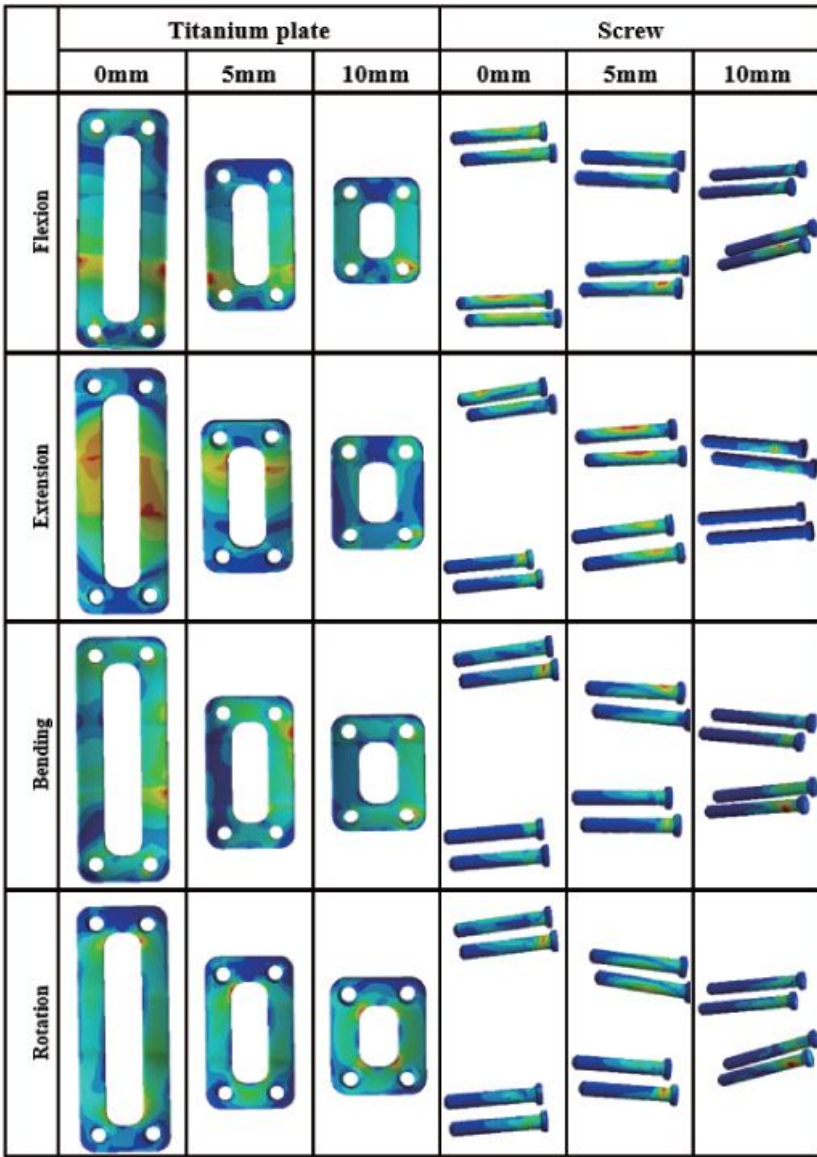 Titanium plate Screw
0mm 5mm 10mm 0mm 5mm 10mm
Flexion
Extension
Bending
Rotation